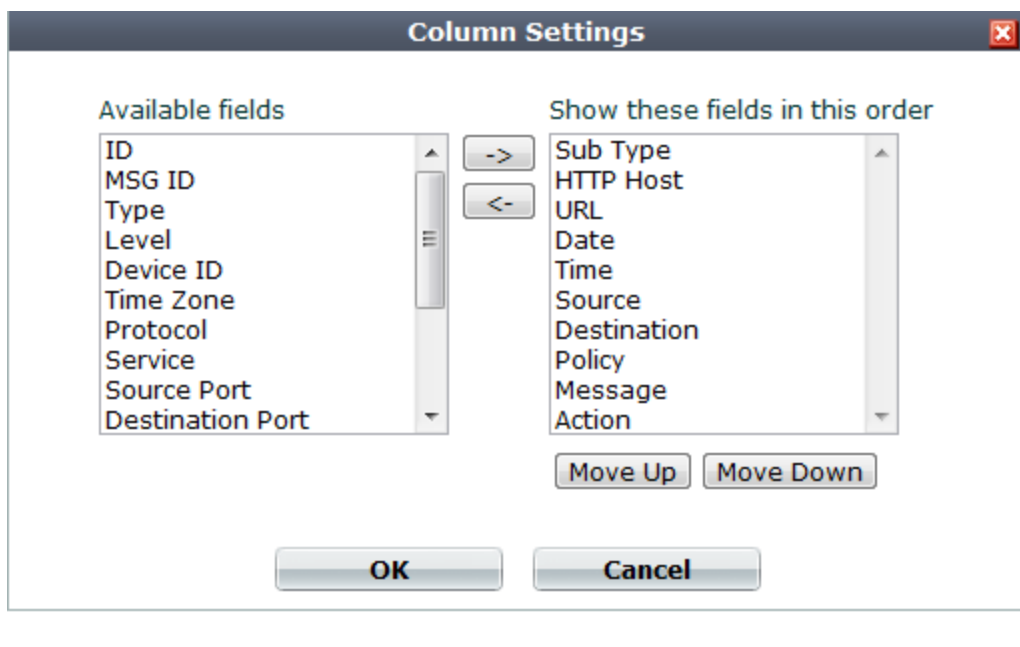 Column Settings
Available fields
ID
MSG ID
Type
Level
Device ID
Time Zone
Protocol
Service
Source Port
Destination Port
->
<-
Show these fields in this order
Sub Type
HTTP Host
URL
Date
Time
Source
Destination
Policy
Message
Action
Move Up Move Down
OK Cancel